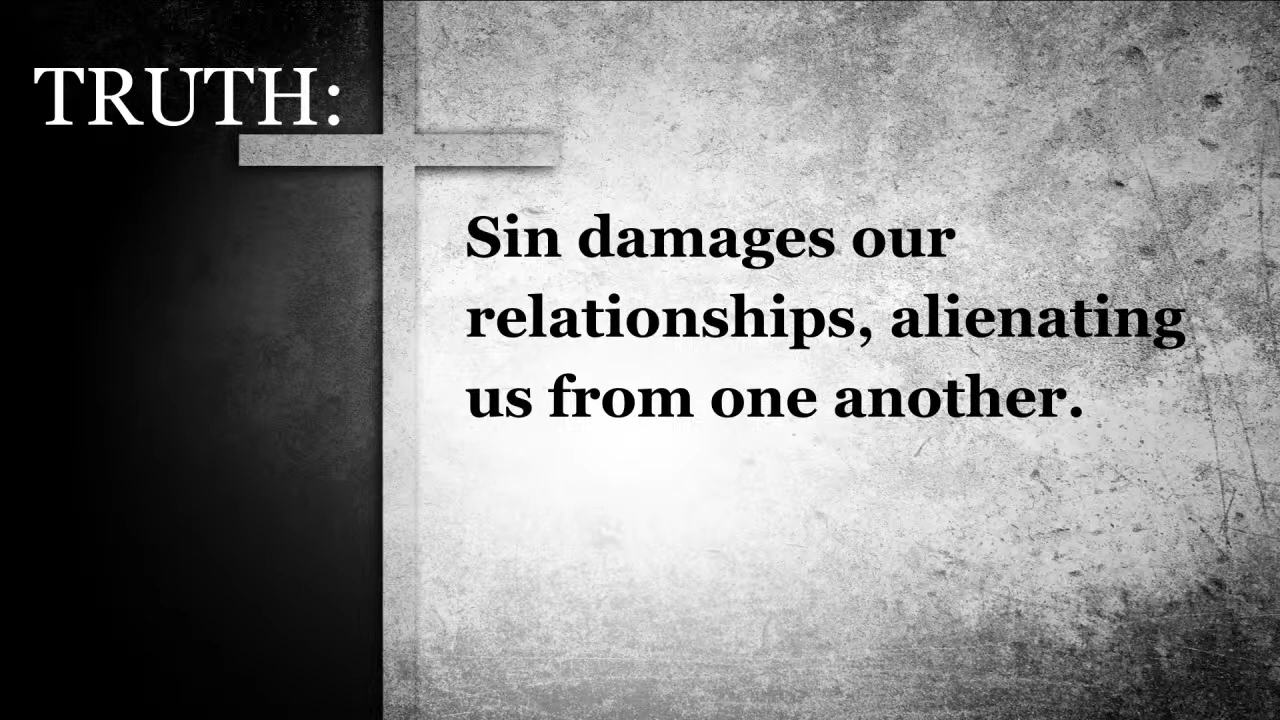 TRUTH:
Sin damages our
relationships, alienating
us from one another.